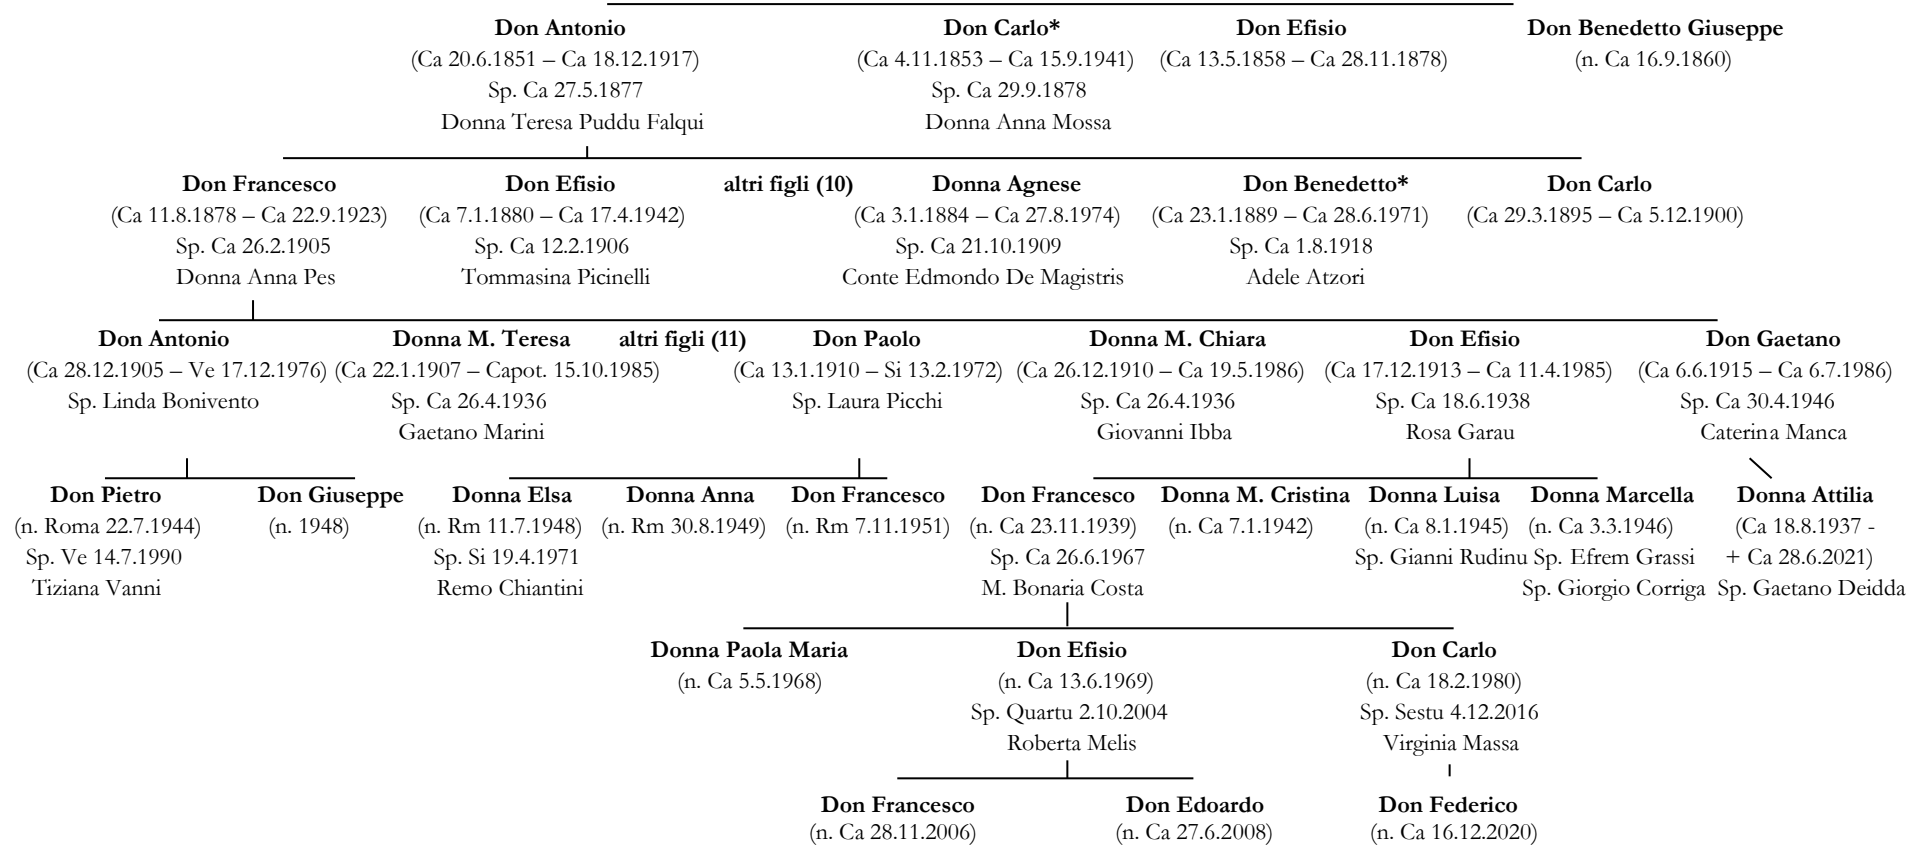 Don Antonio Don Carlo* Don Efisio Don Benedetto Giuseppe
(Ca 20.6.1851 – Ca 18.12.1917) (Ca 4.11.1853 – Ca 15.9.1941) (Ca 13.5.1858 – Ca 28.11.1878) (n. Ca 16.9.1860)
Sp. Ca 27.5.1877 Sp. Ca 29.9.1878
Donna Teresa Puddu Falqui Donna Anna Mossa
Don Francesco Don Efisio altri figli (10) Donna Agnese Don Benedetto* Don Carlo
(Ca 11.8.1878 – Ca 22.9.1923) (Ca 7.1.1880 – Ca 17.4.1942) (Ca 3.1.1884 – Ca 27.8.1974) (Ca 23.1.1889 – Ca 28.6.1971) (Ca 29.3.1895 – Ca 5.12.1900)
Sp. Ca 26.2.1905 Sp. Ca 12.2.1906 Sp. Ca 21.10.1909 Sp. Ca 1.8.1918
Donna Anna Pes Tommasina Picinelli Conte Edmondo De Magistris Adele Atzori
Don Antonio Donna M. Teresa altri figli (11) Don Paolo Donna M. Chiara Don Efisio Don Gaetano
(Ca 28.12.1905 – Ve 17.12.1976) (Ca 22.1.1907 – Capot. 15.10.1985) (Ca 13.1.1910 – Si 13.2.1972) (Ca 26.12.1910 – Ca 19.5.1986) (Ca 17.12.1913 – Ca 11.4.1985) (Ca 6.6.1915 – Ca 6.7.1986)
Sp. Linda Bonivento Sp. Ca 26.4.1936 Sp. Laura Picchi Sp. Ca 26.4.1936 Sp. Ca 18.6.1938 Sp. Ca 30.4.1946
Gaetano Marini Giovanni Ibba Rosa Garau Caterina Manca
Don Pietro Don Giuseppe Donna Elsa Donna Anna Don Francesco Don Francesco Donna M. Cristina Donna Luisa Donna Marcella Donna Attilia
(n. Roma 22.7.1944) (n. 1948) (n. Rm 11.7.1948) (n. Rm 30.8.1949) (n. Rm 7.11.1951) (n. Ca 23.11.1939) (n. Ca 7.1.1942) (n. Ca 8.1.1945) (n. Ca 3.3.1946) (Ca 18.8.1937 -
Sp. Ve 14.7.1990 Sp. Si 19.4.1971 Sp. Ca 26.6.1967 Sp. Gianni Rudinu Sp. Efrem Grassi + Ca 28.6.2021)
Tiziana Vanni Remo Chiantini M. Bonaria Costa Sp. Giorgio Corriga Sp. Gaetano Deidda
Donna Paola Maria Don Efisio Don Carlo
(n. Ca 5.5.1968) (n. Ca 13.6.1969) (n. Ca 18.2.1980)
Sp. Quartu 2.10.2004 Sp. Sestu 4.12.2016
Roberta Melis Virginia Massa
Don Francesco Don Edoardo Don Federico
(n. Ca 28.11.2006) (n. Ca 27.6.2008) (n. Ca 16.12.2020)